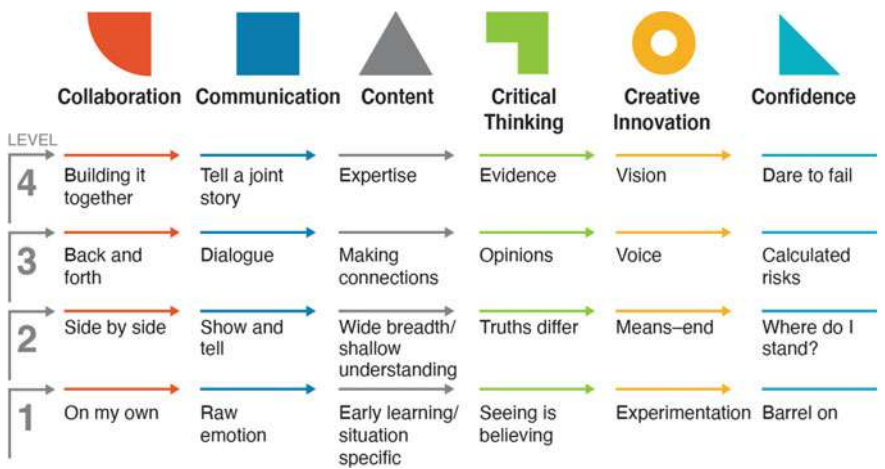 Collaboration
Communication
Content
Critical
Thinking
Creative
Innovation
Confidence
LEVEL
4
Building it
together
Tell a joint
story
Expertise
Evidence
Vision
Dare to fail
3
Back and
forth
Dialogue
Making
connections
Opinions
Voice
Calculated
risks
2
Side by side
Show and
tell
Wide breadth/
shallow
understanding
Truths differ
Means–end
Where do I
stand?
1
On my own
Raw
emotion
Early learning/
situation
specific
Seeing is
believing
Experimentation
Barrel on